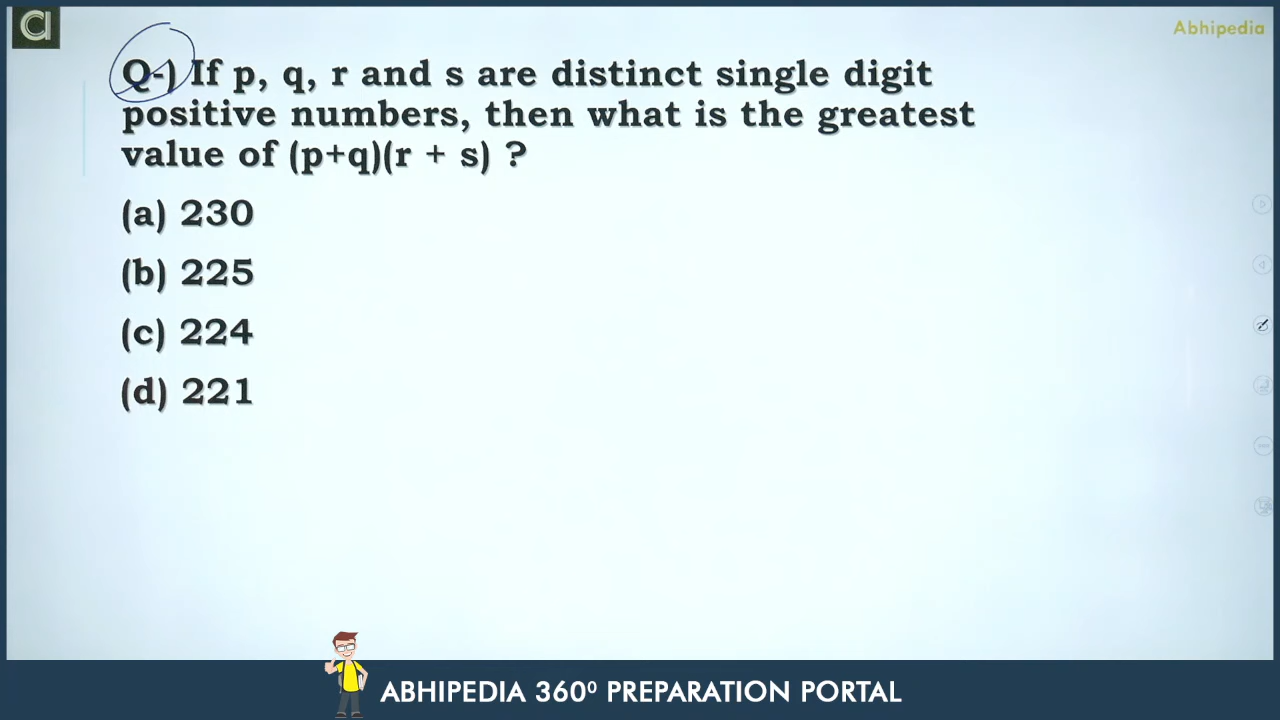 a
Abhipedia
Q-) If p, q, r and s are distinct single digit
positive numbers, then what is the greatest
value of (p+q)(r + s) ?
(a) 230
(b) 225
(c) 224
(d) 221
ABHIPEDIA 360⁰ PREPARATION PORTAL